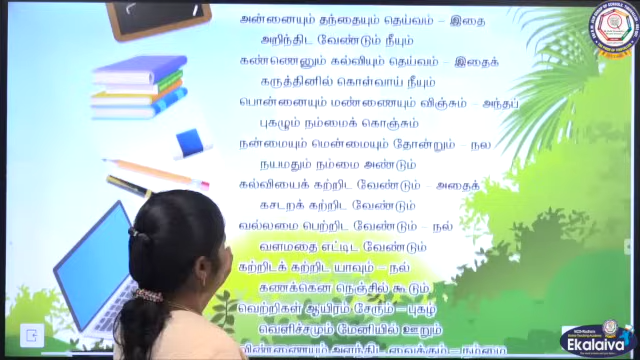 அன்னையும் தந்தையும் தெய்வம் – இதை
அறிந்திட வேண்டும் நீயும்
கண்ணெனும் கல்வியும் தெய்வம் – இதைக்
கருத்தினில் கொள்வாய் நீயும்
பொன்னையும் மண்ணையும் விஞ்சும் – அந்தப்
புகழும் நம்மைக் கொஞ்சும்
நன்மையும் மென்மையும் தோன்றும் – நல
நயமதும் நம்மை அண்டும்
கல்வியைக் கற்றிட வேண்டும் – அதைக்
கசடறக் கற்றிட வேண்டும்
வல்லமை பெற்றிட வேண்டும் – நல்
வளமதை எட்டிட வேண்டும்
கற்றிடக் கற்றிட யாவும் – நல்
கணக்கென நெஞ்சில் கூடும்
வெற்றிகள் ஆயிரம் சேரும் – புகழ்
வெளிச்சமும் மேனியில் ஊறும்
விண்ணையும் அளந்திட வைக்கும் – நம்மை
Ekalaiva